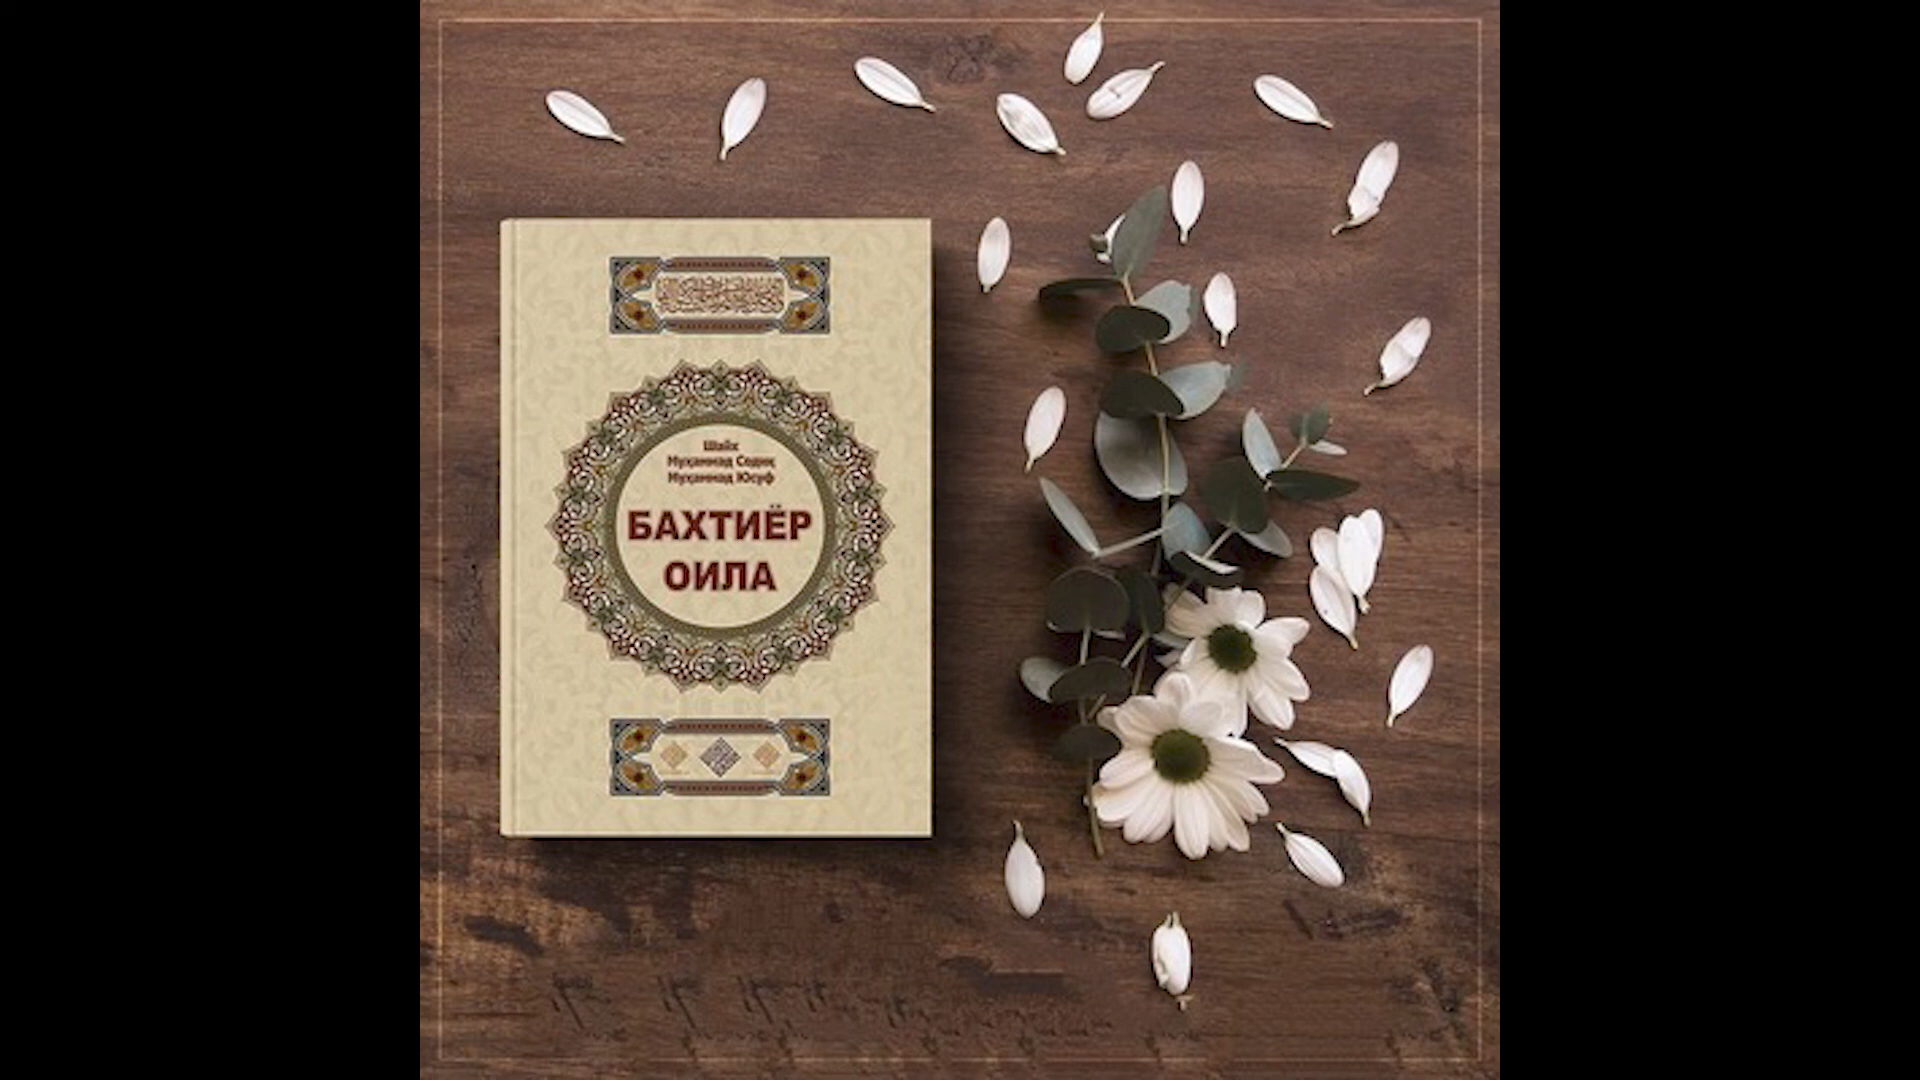 Шайх
Муҳаммад Содиқ
Муҳаммад Юсуф
БАХТИЁР
ОИЛА